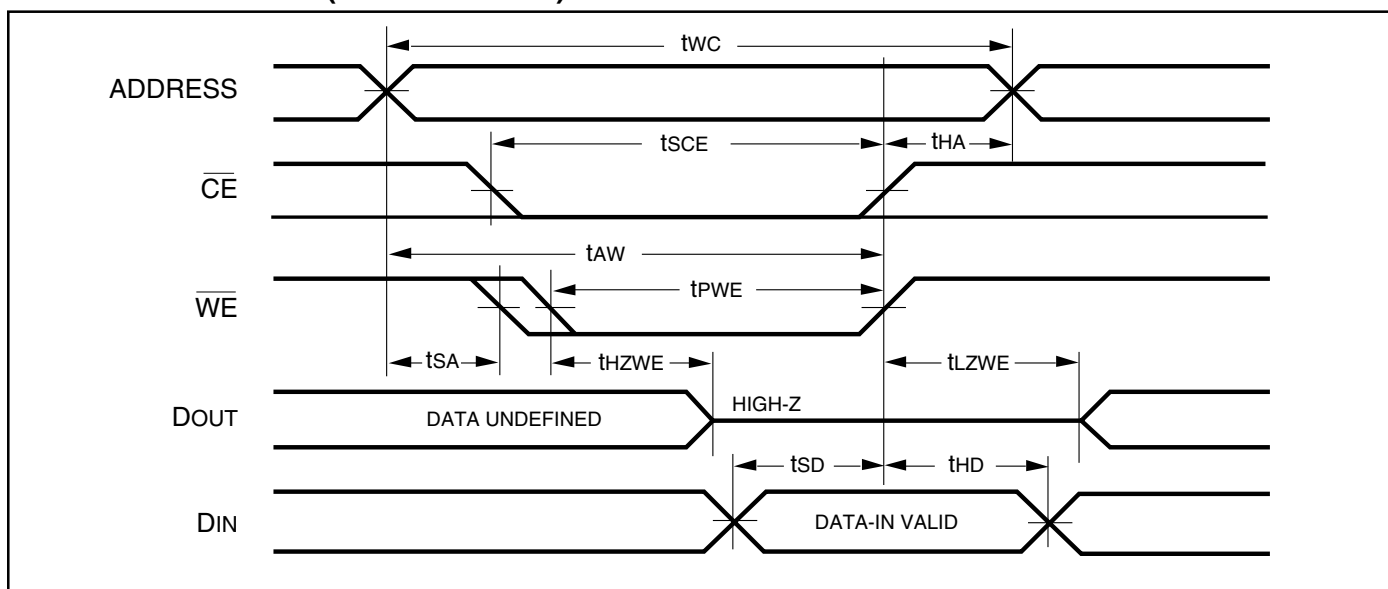 tWC
ADDRESS
tSCE
tHA
CE
tAW
WE
tPWE
tSA
tHZWE
tLZWE
DOUT
DATA UNDEFINED
HIGH-Z
tSD
tHD
DIN
DATA-IN VALID